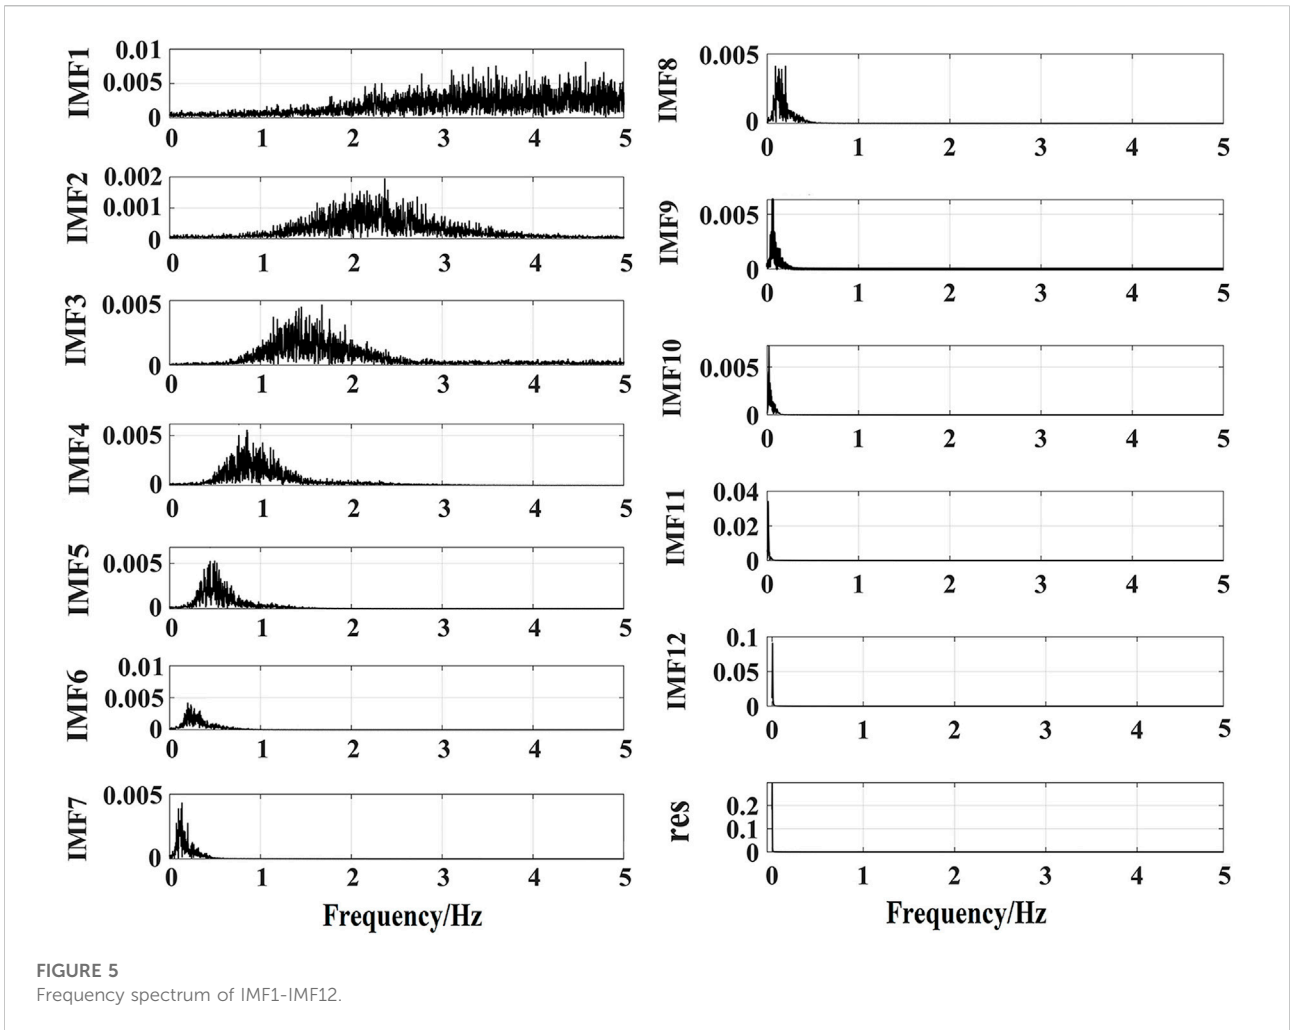 IMF1
0.01
0.005
0
0 1 2 3 4 5
IMF2
0.002
0.001
0
0 1 2 3 4 5
IMF3
0.005
0
0 1 2 3 4 5
IMF4
0.005
0
0 1 2 3 4 5
IMF5
0.005
0
0 1 2 3 4 5
IMF6
0.01
0.005
0
0 1 2 3 4 5
IMF7
0.005
0
0 1 2 3 4 5
Frequency/Hz
IMF8
0.005
0
0 1 2 3 4 5
IMF9
0.005
0
0 1 2 3 4 5
IMF10
0.005
0
0 1 2 3 4 5
IMF11
0.04
0.02
0
0 1 2 3 4 5
IMF12
0.1
0.05
0
0 1 2 3 4 5
res
0.2
0.1
0
0 1 2 3 4 5
Frequency/Hz
FIGURE 5
Frequency spectrum of IMF1-IMF12.